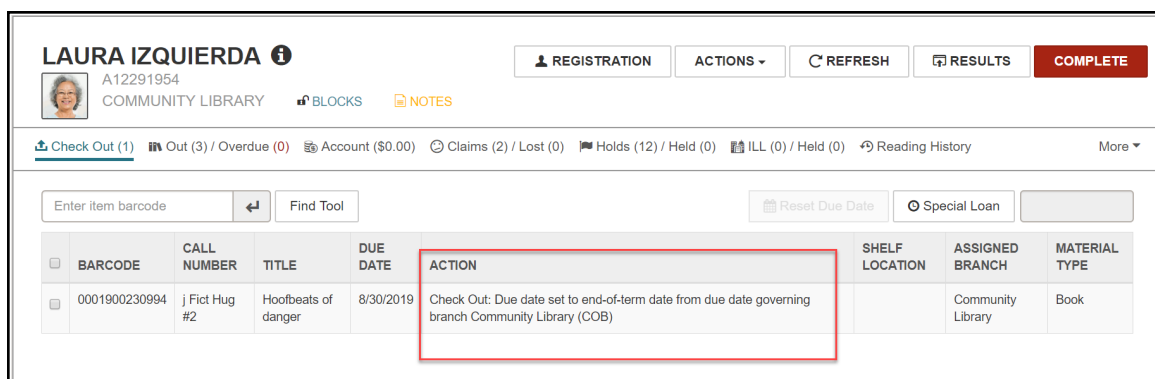 LAURA IZQUIERDA
A12291954
COMMUNITY LIBRARY BLOCKS NOTES
REGISTRATION ACTIONS REFRESH RESULTS COMPLETE
Check Out (1) Out (3) / Overdue (0) Account ($0.00) Claims (2) / Lost (0) Holds (12) / Held (0) ILL (0) / Held (0) Reading History More
Enter item barcode Find Tool Reset Due Date Special Loan
BARCODE CALL NUMBER TITLE DUE DATE ACTION SHELF LOCATION ASSIGNED BRANCH MATERIAL TYPE
0001900230994 j Fict Hug #2 Hoofbeats of danger 8/30/2019 Check Out: Due date set to end-of-term date from due date governing branch Community Library (COB) Community Library Book